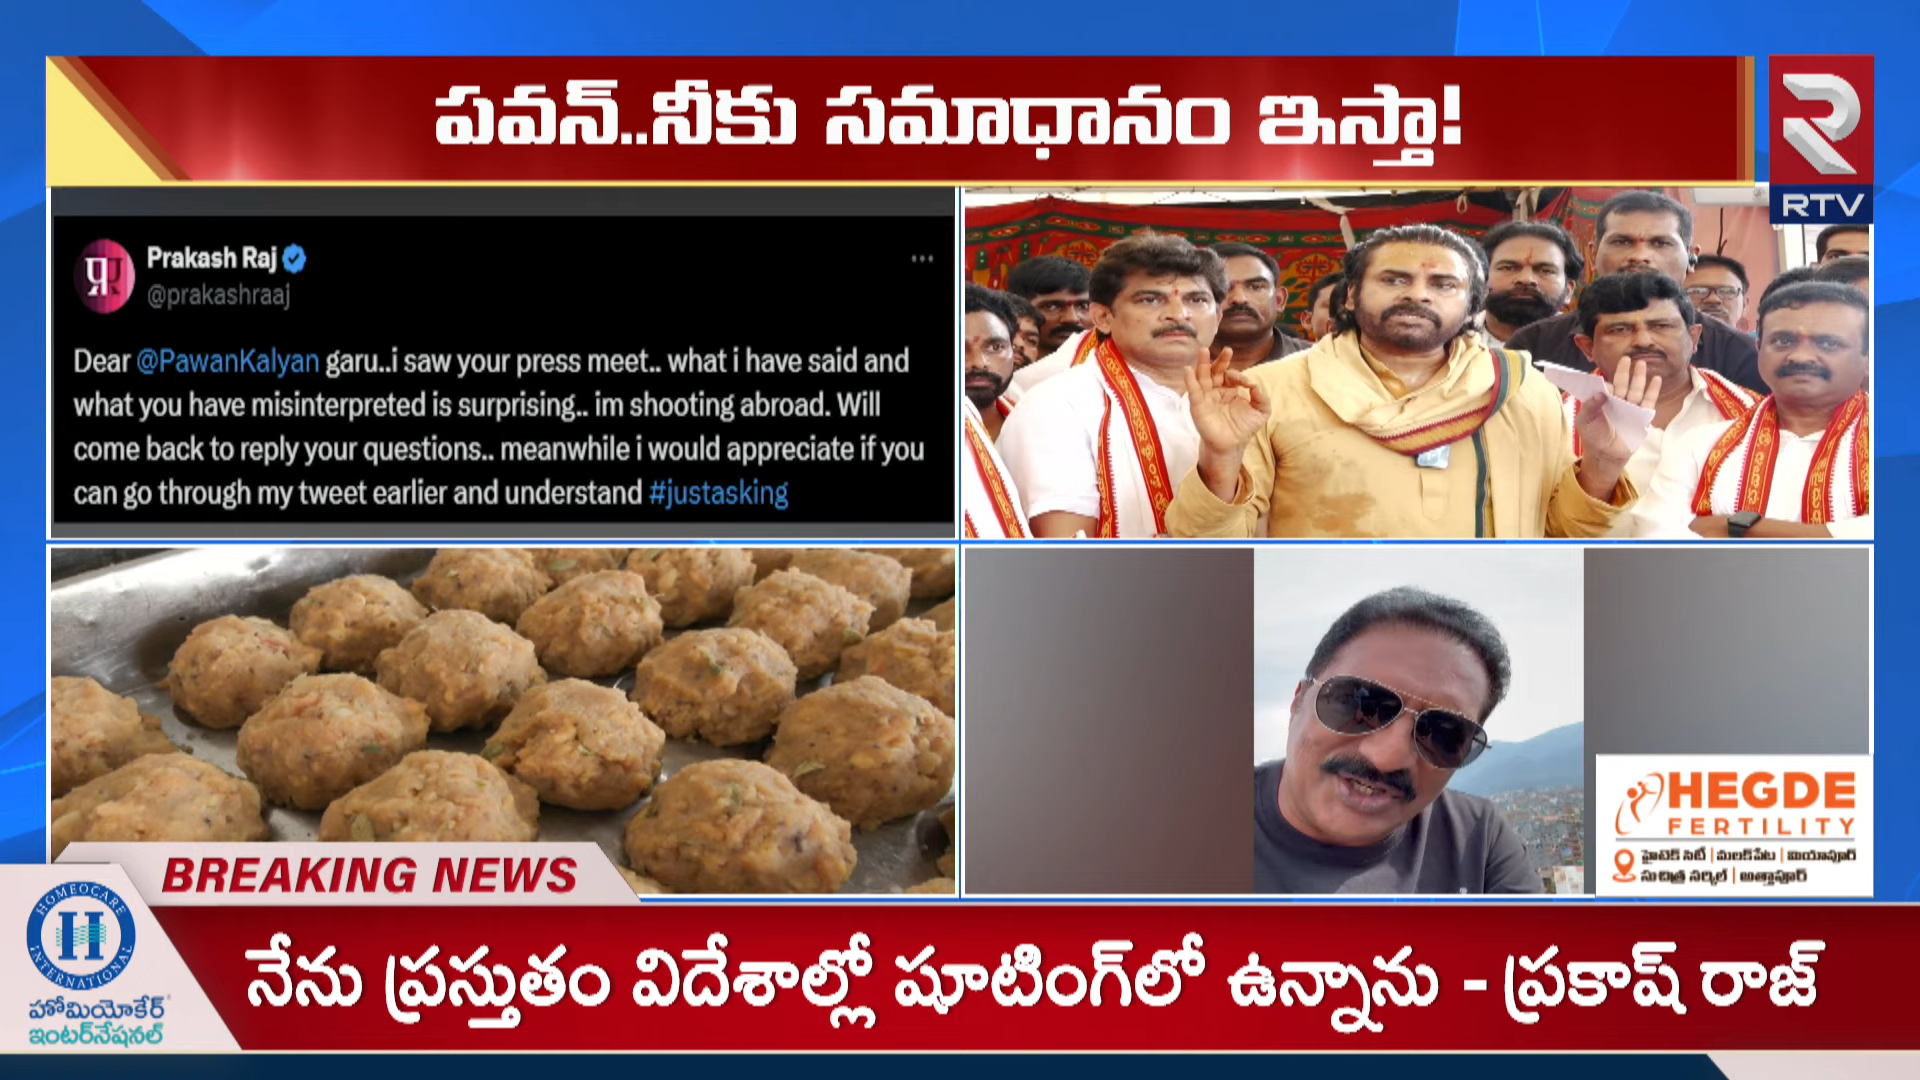 పవన్..నీకు సమాధానం ఇస్తా!
RTV
Prakash Raj
@prakashraaj
Dear @PawanKalyan garu..i saw your press meet.. what i have said and
what you have misinterpreted is surprising.. im shooting abroad. Will
come back to reply your questions.. meanwhile i would appreciate if you
can go through my tweet earlier and understand #justasking
HEGDE
FERTILITY
హైటెక్ సిటీ | మలక్‌పేట | మియాపూర్
సుచిత్ర సర్కిల్ | అత్తాపూర్
BREAKING NEWS
HOMEOCARE
H
INTERNATIONAL
హోమియోకేర్
ఇంటర్నేషనల్
నేను ప్రస్తుతం విదేశాల్లో షూటింగ్‌లో ఉన్నాను - ప్రకాష్ రాజ్